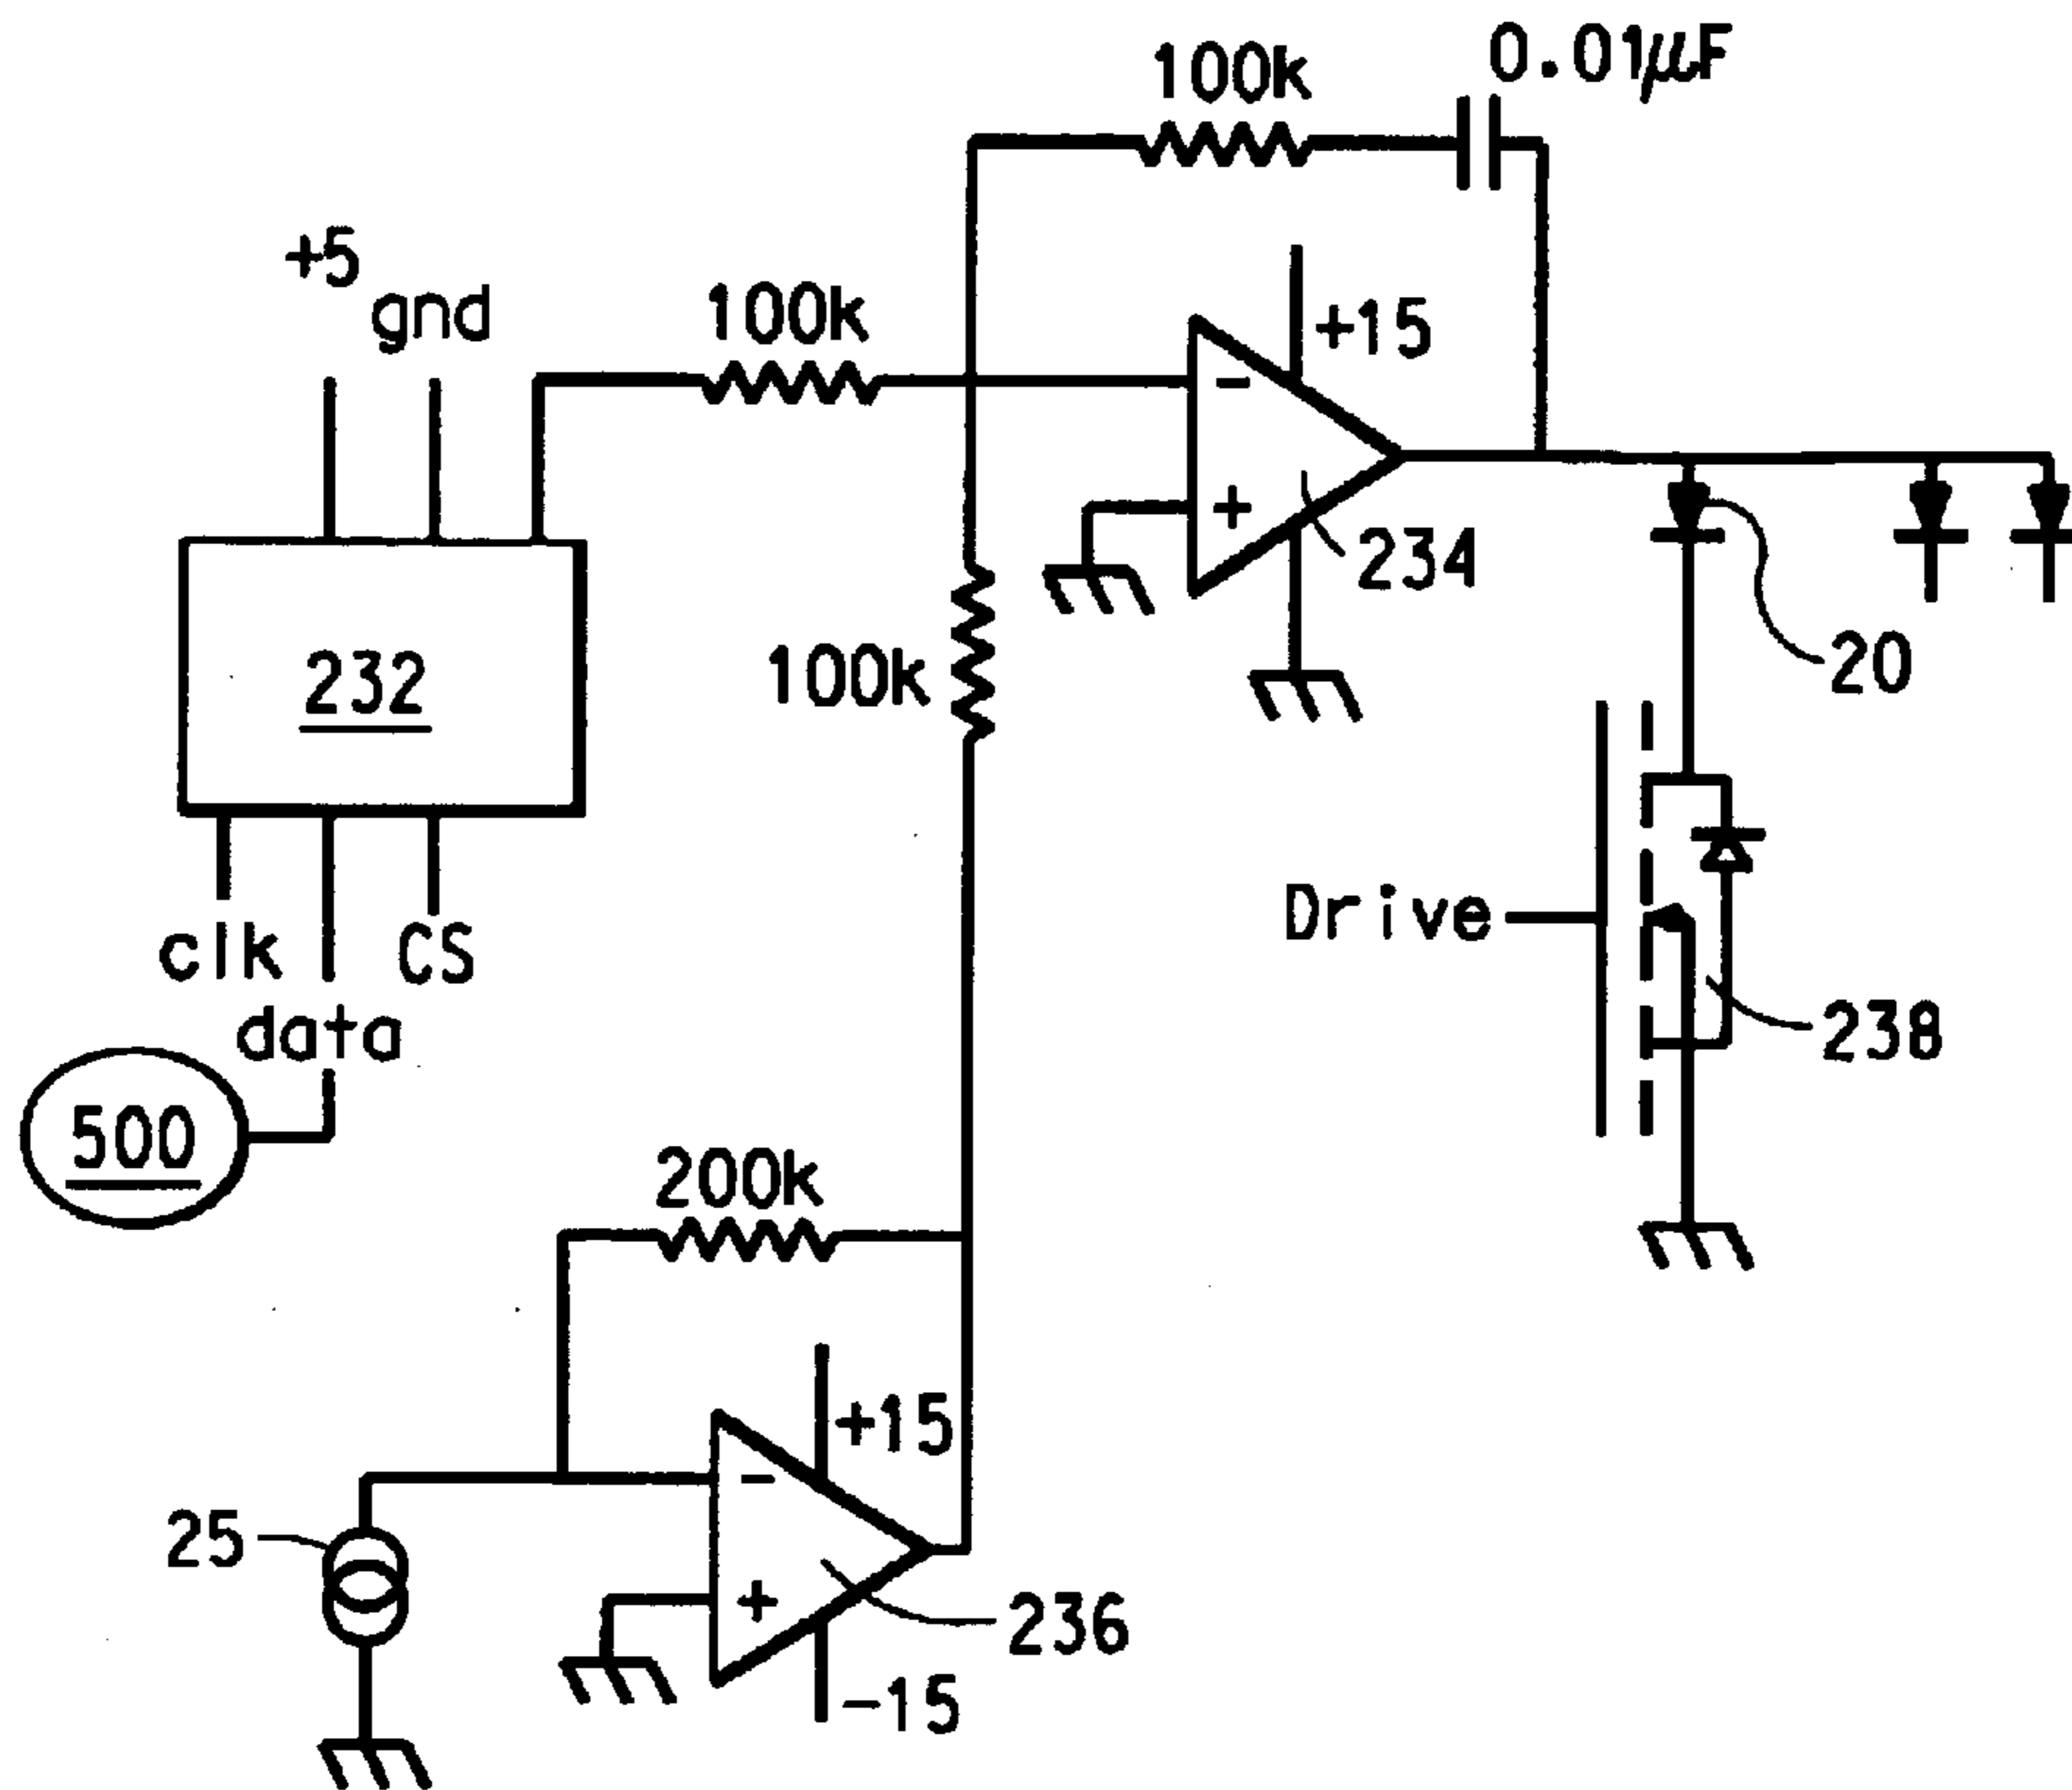 0.01µF
100k
+5
gnd
100k
+15
-
+
234
20
232
100k
clk
data
CS
Drive
238
500
200k
+15
-
25
+
236
-15